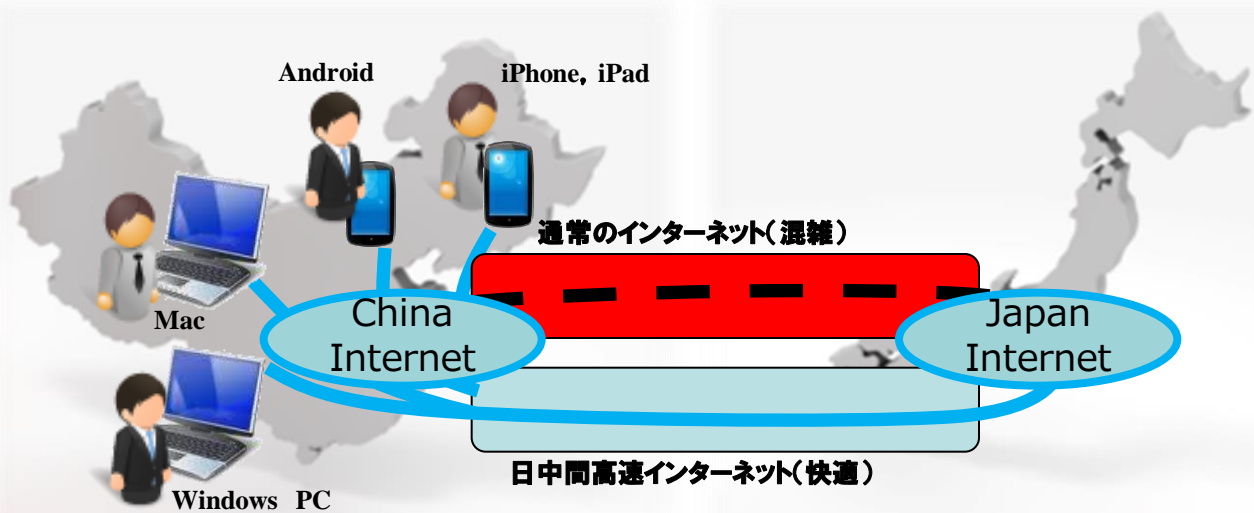 Android
iPhone, iPad
通常のインターネット(混雑)
Mac
China
Internet
Japan
Internet
日中間高速インターネット(快適)
Windows PC